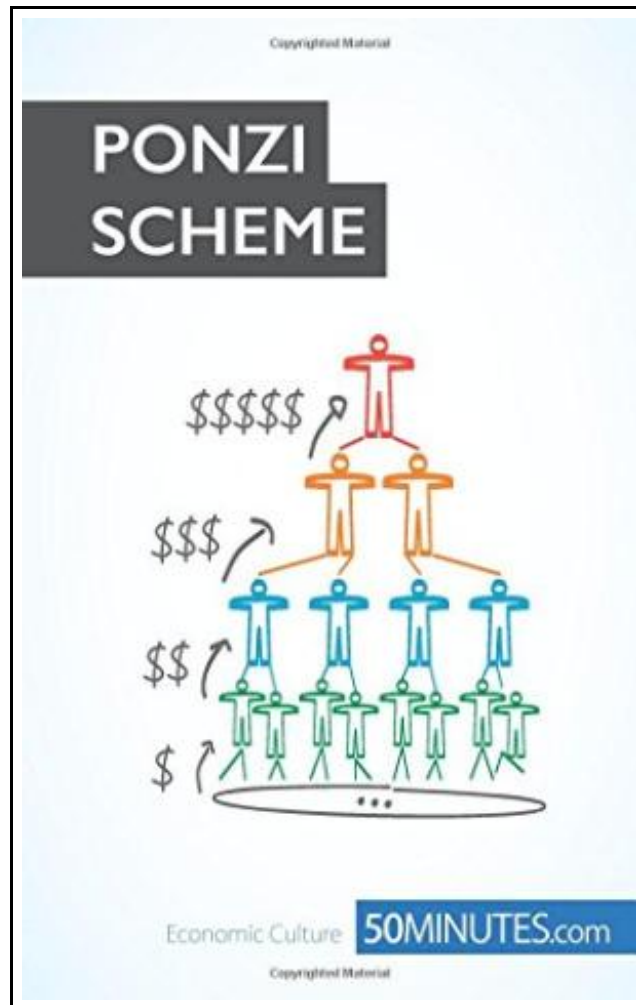 Copyrighted Material
PONZI
SCHEME
$$$$$
$$$
$$
$
...
Economic Culture 50MINUTES.com
Copyrighted Material